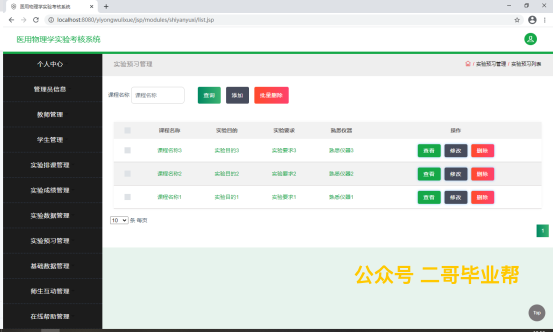 医用物理学实验考核系统
localhost:8080/yiyongwulixue/jsp/modules/shiyanyuxi/list.jsp
医用物理学实验考核系统
个人中心
管理员信息
教师管理
学生管理
实验排课管理
实验成绩管理
实验数据管理
实验预习管理
基础数据管理
师生互动管理
在线帮助管理
实验预习管理
/ 实验预习管理 / 实验预习列表
课程名称 课程名称 查询 添加 批量删除
课程名称 实验目的 实验要求 熟悉仪器 操作
课程名称3 实验目的3 实验要求3 熟悉仪器3 查看 修改 删除
课程名称2 实验目的2 实验要求2 熟悉仪器2 查看 修改 删除
课程名称1 实验目的1 实验要求1 熟悉仪器1 查看 修改 删除
10 条 每页
1
公众号 二哥毕业帮
Top